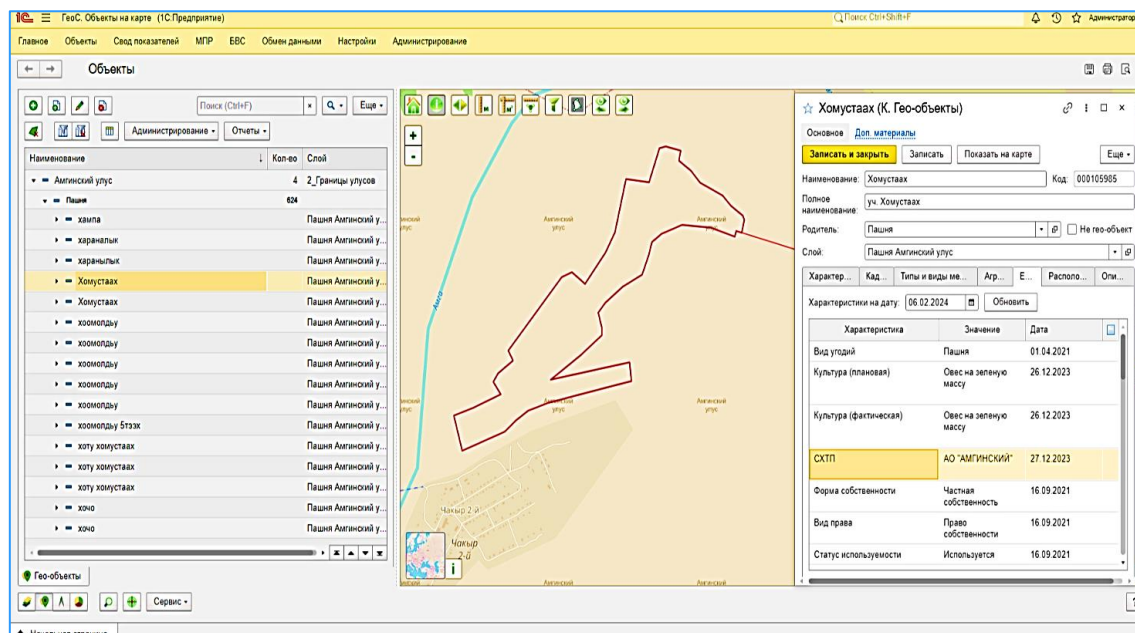 1С ГеоС. Объекты на карте (1С.Предприятие)
Поиск Ctrl+Shift+F
Администратор
Главное Объекты Свод показателей МПР БВС Обмен данными Настройки Администрирование
Объекты
Поиск (Ctrl+F) × Еще
Администрирование Отчеты
Наименование ↓ Кол-во Слой
Амгинский улус 4 2_Границы улусов
Пашня 624
хампа Пашня Амгинский у...
хараналык Пашня Амгинский у...
харанылык Пашня Амгинский у...
Хомустаах Пашня Амгинский у...
Хомустаах Пашня Амгинский у...
хоомолдьу Пашня Амгинский у...
хоомолдьу Пашня Амгинский у...
хоомолдьу Пашня Амгинский у...
хоомолдьу Пашня Амгинский у...
хоомолдьу Пашня Амгинский у...
хоомолдьу 5тээх Пашня Амгинский у...
хоту хомустаах Пашня Амгинский у...
хоту хомустаах Пашня Амгинский у...
хоту хомустаах Пашня Амгинский у...
хочо Пашня Амгинский у...
хочо Пашня Амгинский у...
Гео-объекты
Сервис
Начальная страница
+
-
Амгинский улус
Амгинский улус
Амга
Амгинский улус
Амгинский улус
Чакыр 2-й
Чакыр 2-й
i
Амгинский
Амгинский
Хомустаах (К. Гео-объекты)
Основное Доп. материалы
Записать и закрыть Записать Показать на карте Еще
Наименование: Хомустаах Код: 000105985
Полное наименование: уч. Хомустаах
Родитель: Пашня Не гео-объект
Слой: Пашня Амгинский улус
Характер... Кад... Типы и виды ме... Агр... Е... Располо... Опи...
Характеристики на дату: 06.02.2024 Обновить
Характеристика Значение Дата
Вид угодий Пашня 01.04.2021
Культура (плановая) Овес на зеленую массу 26.12.2023
Культура (фактическая) Овес на зеленую массу 26.12.2023
СХТП АО "АМГИНСКИЙ" 27.12.2023
Форма собственности Частная собственность 16.09.2021
Вид права Право собственности 16.09.2021
Статус используемости Используется 16.09.2021